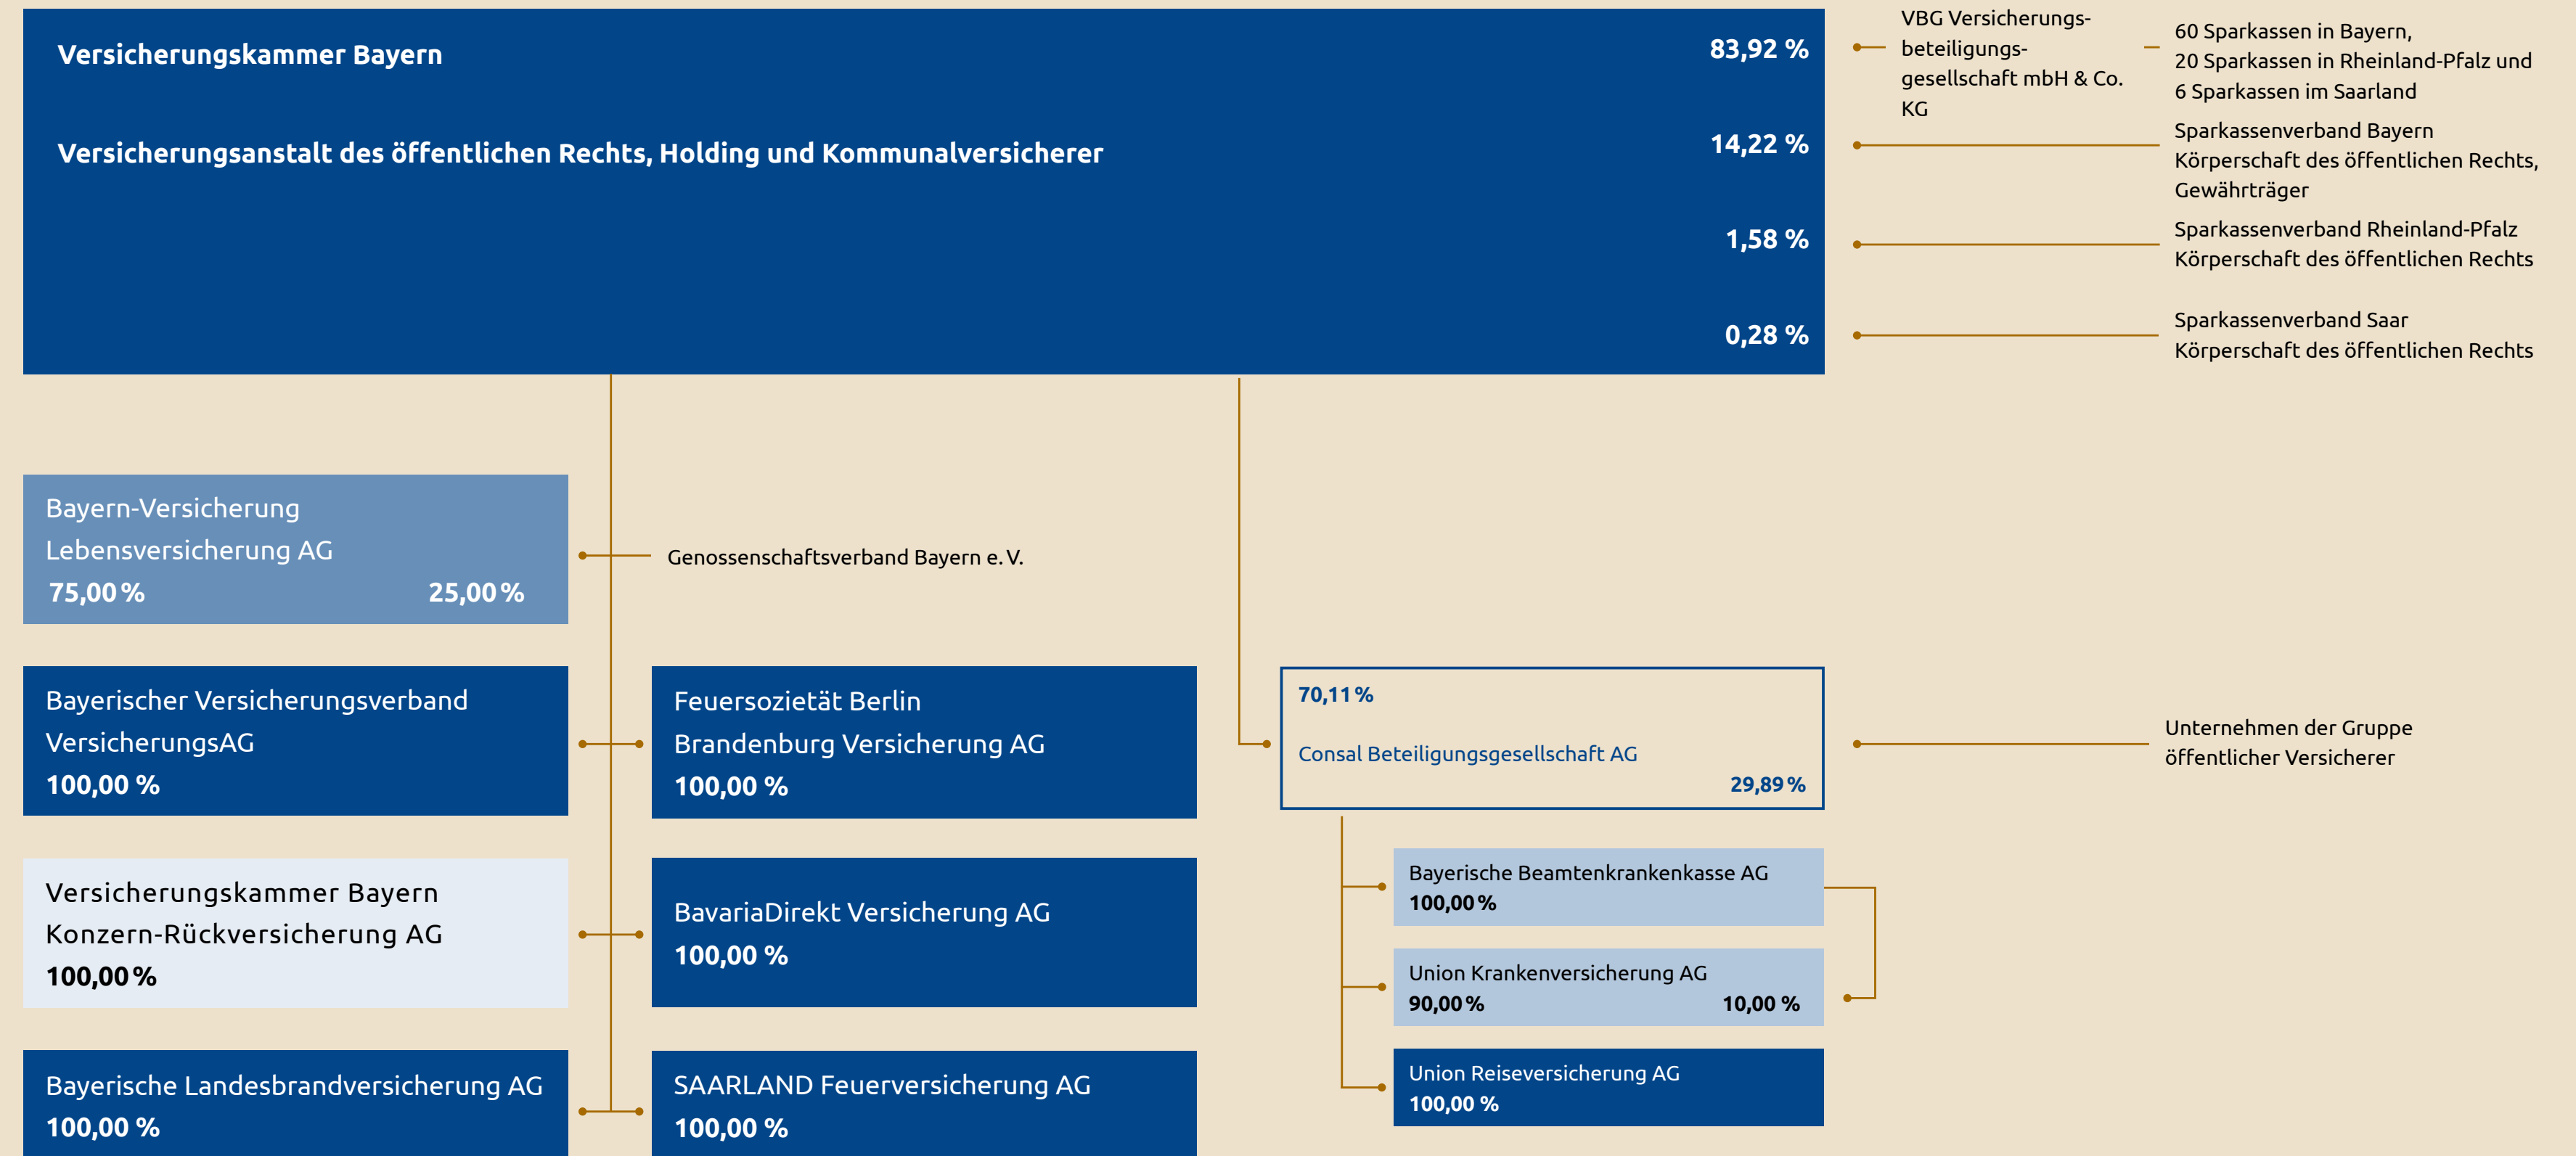 Versicherungskammer Bayern
Versicherungsanstalt des öffentlichen Rechts, Holding und Kommunalversicherer
83,92 %
14,22 %
1,58 %
0,28 %
VBG Versicherungs-
beteiligungs-
gesellschaft mbH & Co.
KG
60 Sparkassen in Bayern,
20 Sparkassen in Rheinland-Pfalz und
6 Sparkassen im Saarland
Sparkassenverband Bayern
Körperschaft des öffentlichen Rechts,
Gewährträger
Sparkassenverband Rheinland-Pfalz
Körperschaft des öffentlichen Rechts
Sparkassenverband Saar
Körperschaft des öffentlichen Rechts
Bayern-Versicherung
Lebensversicherung AG
75,00 % 25,00 %
Genossenschaftsverband Bayern e. V.
Bayerischer Versicherungsverband
VersicherungsAG
100,00 %
Feuersozietät Berlin
Brandenburg Versicherung AG
100,00 %
70,11 %
Consal Beteiligungsgesellschaft AG
29,89 %
Unternehmen der Gruppe
öffentlicher Versicherer
Versicherungskammer Bayern
Konzern-Rückversicherung AG
100,00 %
BavariaDirekt Versicherung AG
100,00 %
Bayerische Beamtenkrankenkasse AG
100,00 %
Union Krankenversicherung AG
90,00 % 10,00 %
Union Reiseversicherung AG
100,00 %
Bayerische Landesbrandversicherung AG
100,00 %
SAARLAND Feuerversicherung AG
100,00 %